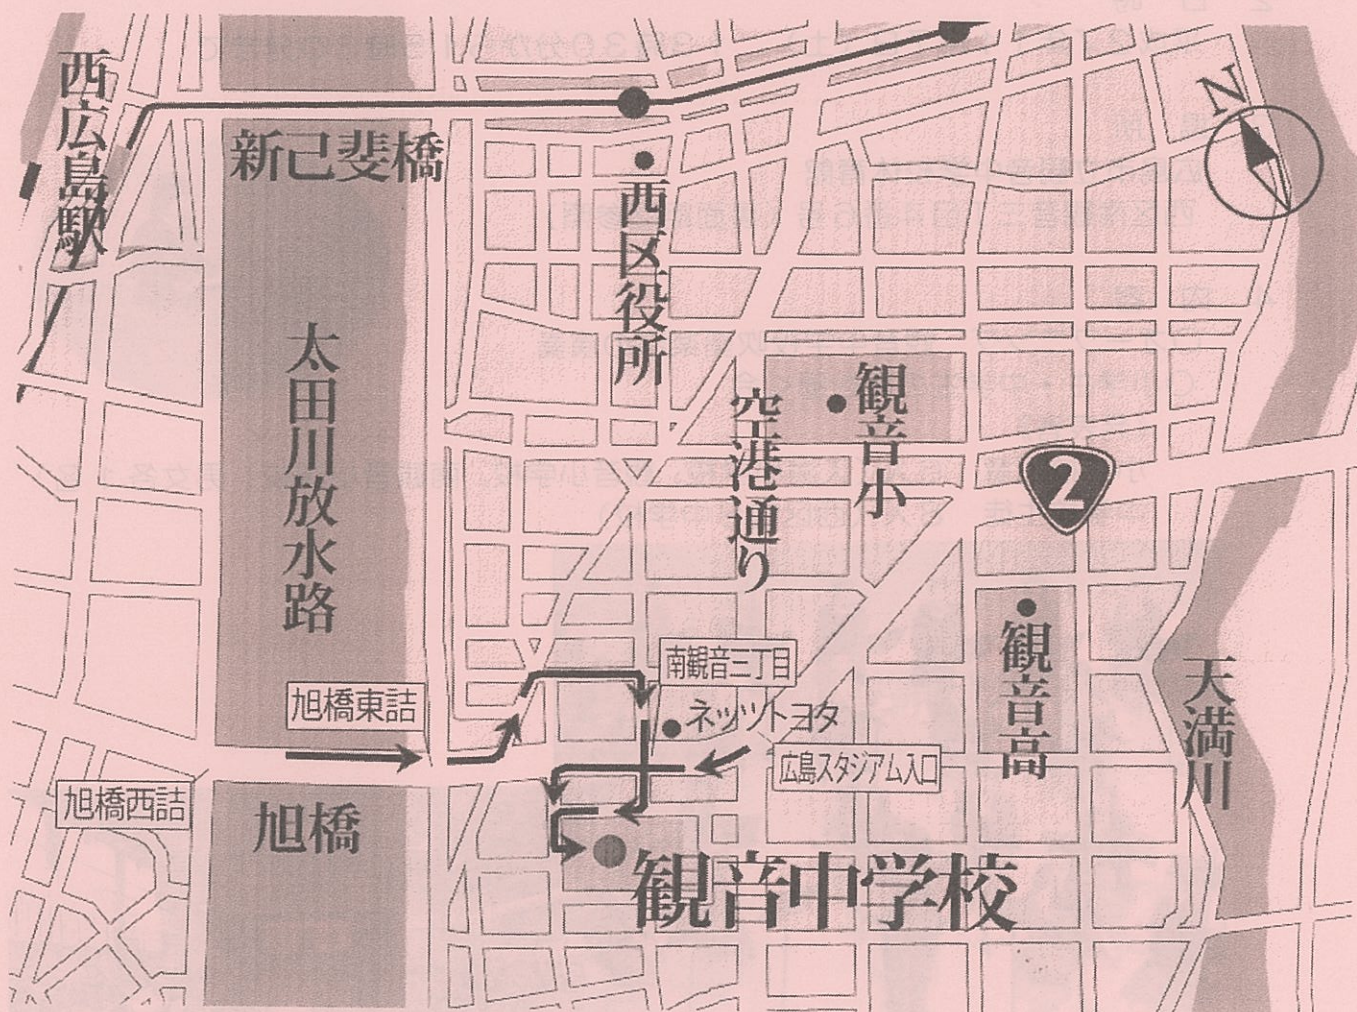 西広島駅
新己斐橋
N
西区役所
太田川放水路
空港通り
観音小
2
観音高
天満川
南観音三丁目
ネッツトヨタ
旭橋東詰
広島スタジアム入口
旭橋西詰
旭橋
観音中学校